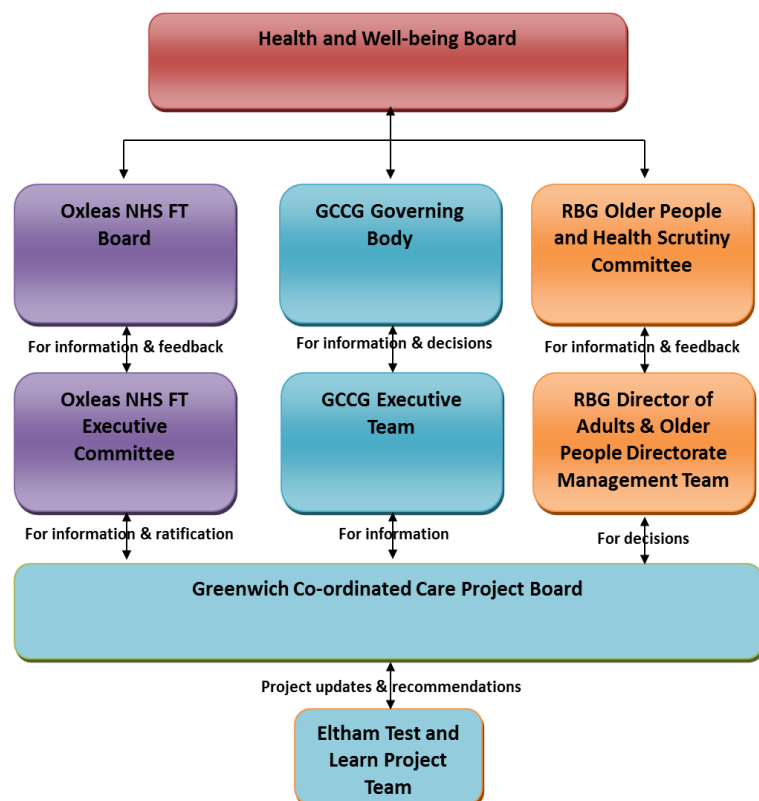 Health and Well-being Board
Oxleas NHS FT
Board
GCCG Governing
Body
RBG Older People
and Health Scrutiny
Committee
For information & feedback
For information & decisions
For information & feedback
Oxleas NHS FT
Executive
Committee
GCCG Executive
Team
RBG Director of
Adults & Older
People Directorate
Management Team
For information & ratification
For information
For decisions
Greenwich Co-ordinated Care Project Board
Project updates & recommendations
Eltham Test and
Learn Project
Team